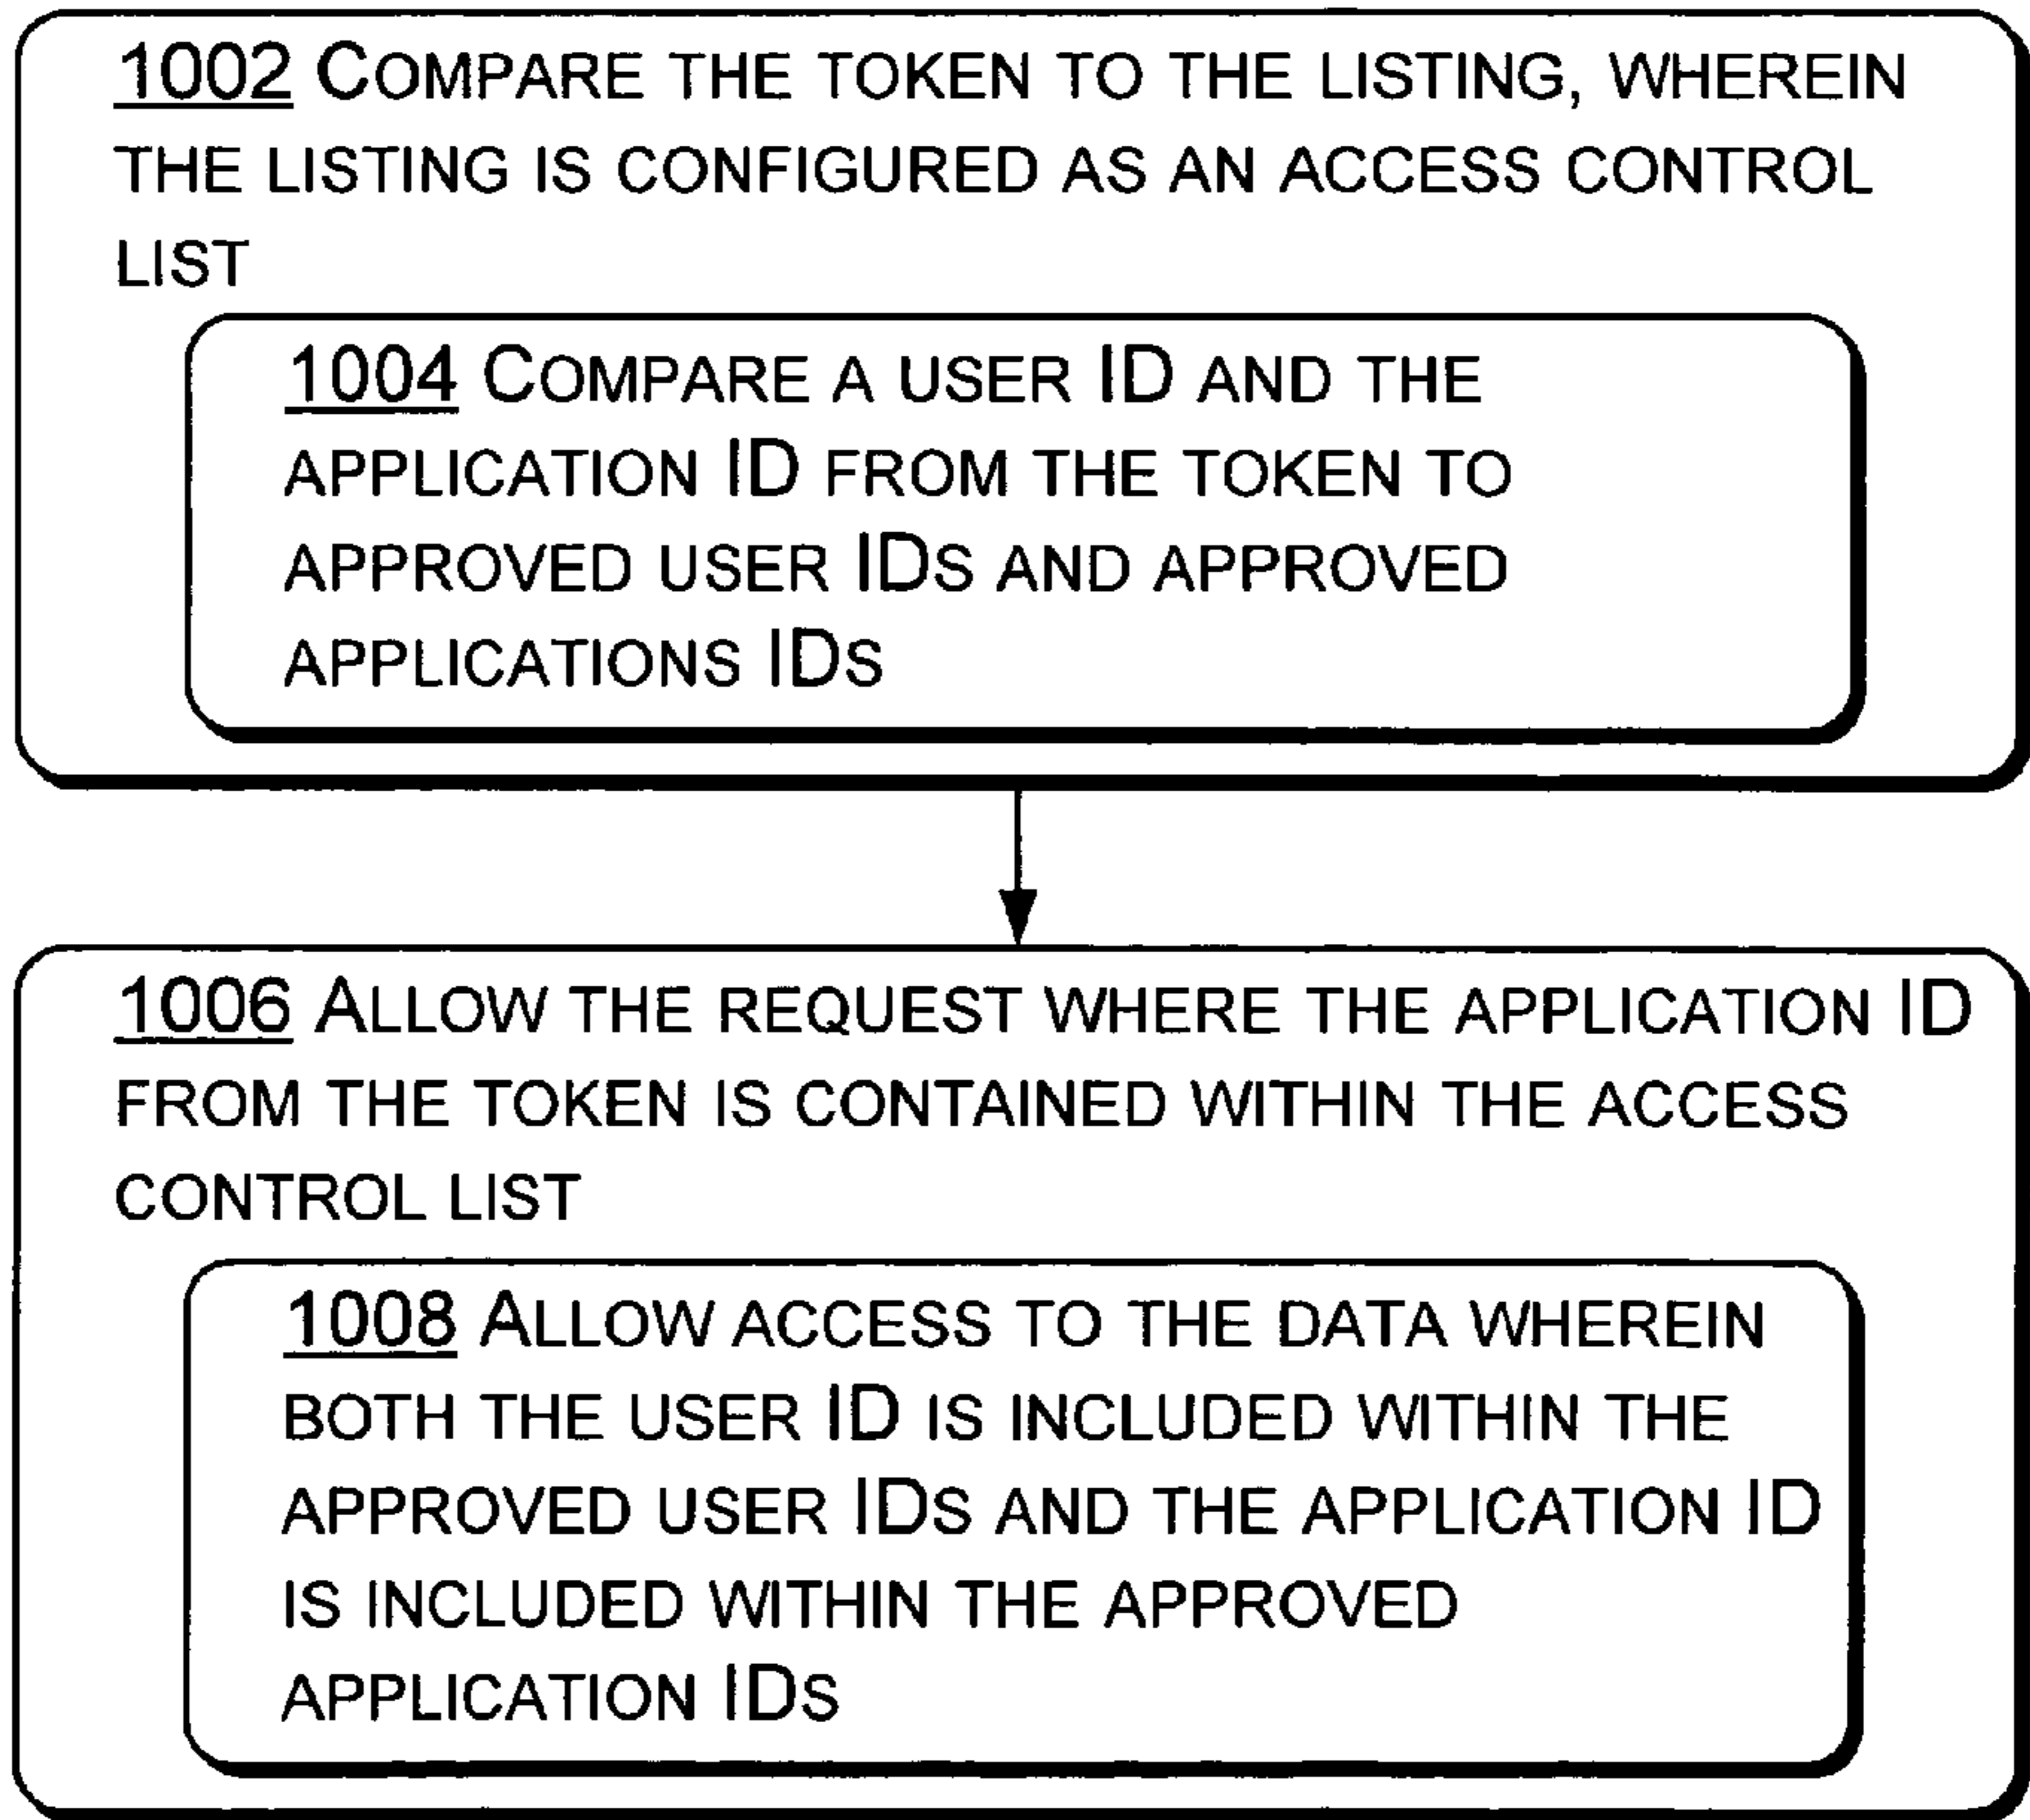 1002 COMPARE THE TOKEN TO THE LISTING, WHEREIN
THE LISTING IS CONFIGURED AS AN ACCESS CONTROL
LIST
1004 COMPARE A USER ID AND THE
APPLICATION ID FROM THE TOKEN TO
APPROVED USER IDS AND APPROVED
APPLICATIONS IDS
1006 ALLOW THE REQUEST WHERE THE APPLICATION ID
FROM THE TOKEN IS CONTAINED WITHIN THE ACCESS
CONTROL LIST
1008 ALLOW ACCESS TO THE DATA WHEREIN
BOTH THE USER ID IS INCLUDED WITHIN THE
APPROVED USER IDS AND THE APPLICATION ID
IS INCLUDED WITHIN THE APPROVED
APPLICATION IDS